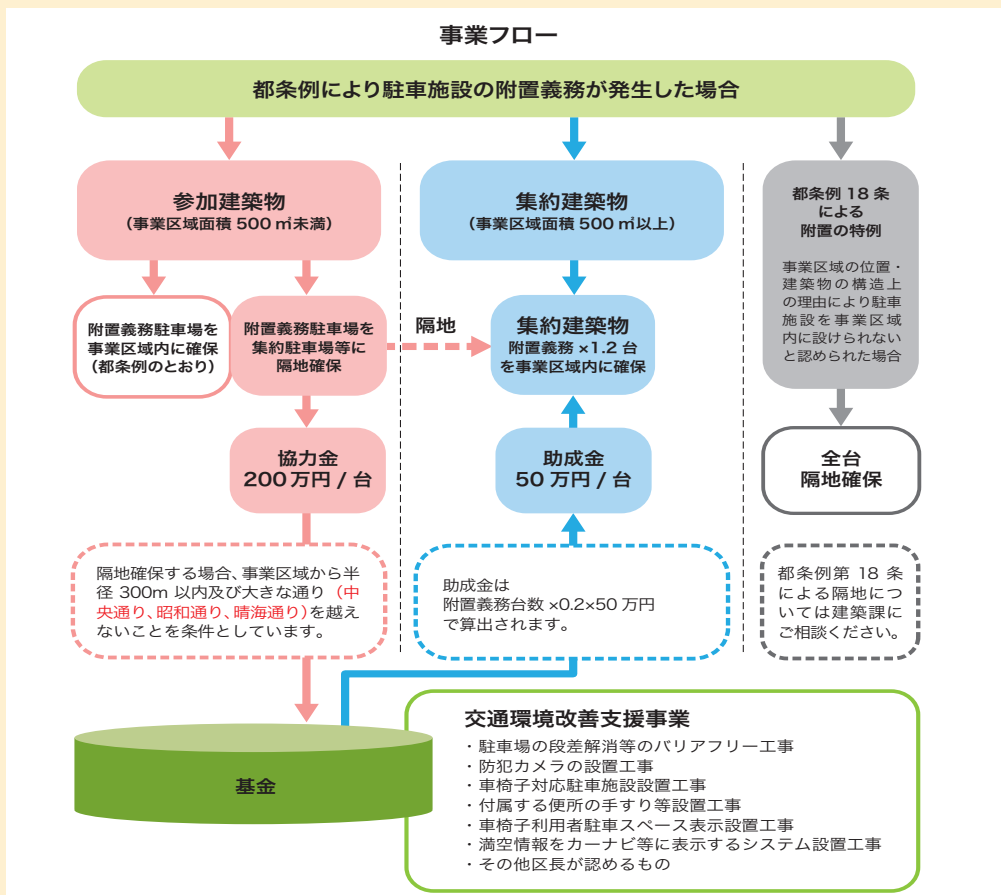 事業フロー
都条例により駐車施設の附置義務が発生した場合
参加建築物
（事業区域面積 500 ㎡未満）
附置義務駐車場を
事業区域内に確保
（都条例のとおり）
附置義務駐車場を
集約駐車場等に
隔地確保
協力金
200 万円 / 台
隔地確保する場合、事業区域から半
径 300m 以内及び大きな通り（中
央通り、昭和通り、晴海通り）を越え
ないことを条件としています。
隔地
集約建築物
（事業区域面積 500 ㎡以上）
集約建築物
附置義務 ×1.2 台
を事業区域内に確保
助成金
50 万円 / 台
助成金は
附置義務台数 ×0.2×50 万円
で算出されます。
都条例 18 条
による
附置の特例
事業区域の位置・
建築物の構造上
の理由により駐車
施設を事業区域
内に設けられない
と認められた場合
全台
隔地確保
都条例第 18 条
による隔地につ
いては建築課に
ご相談ください。
基金
交通環境改善支援事業
・駐車場の段差解消等のバリアフリー工事
・防犯カメラの設置工事
・車椅子対応駐車施設設置工事
・付属する便所の手すり等設置工事
・車椅子利用者駐車スペース表示設置工事
・満空情報をカーナビ等に表示するシステム設置工事
・その他区長が認めるもの